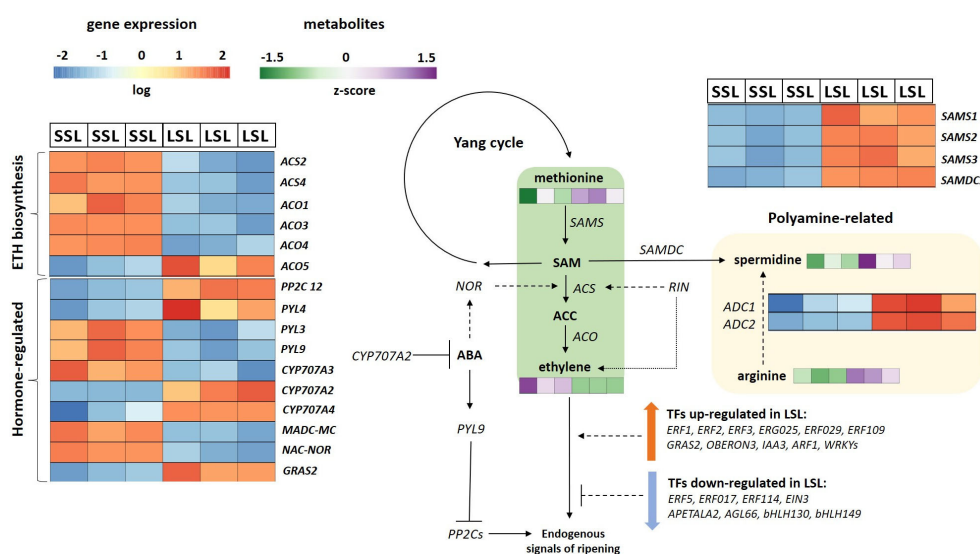 gene expression
-2 -1 0 1 2
log
metabolites
-1.5 0 1.5
z-score
SSL SSL SSL LSL LSL LSL
ETH biosynthesis
ACS2
ACS4
ACO1
ACO3
ACO4
ACO5
Hormone-regulated
PP2C 12
PYL4
PYL3
PYL9
CYP707A3
CYP707A2
CYP707A4
MADC-MC
NAC-NOR
GRAS2
Yang cycle
methionine
SAMS
SAM
SAMDC
NOR
ACS
RIN
ACC
ACO
CYP707A2
ABA
ethylene
PYL9
PP2Cs
Endogenous
signals of ripening
SSL SSL SSL LSL LSL LSL
SAMS1
SAMS2
SAMS3
SAMDC
Polyamine-related
spermidine
ADC1
ADC2
arginine
TFs up-regulated in LSL:
ERF1, ERF2, ERF3, ERG025, ERF029, ERF109
GRAS2, OBERON3, IAA3, ARF1, WRKYs
TFs down-regulated in LSL:
ERF5, ERF017, ERF114, EIN3
APETALA2, AGL66, bHLH130, bHLH149